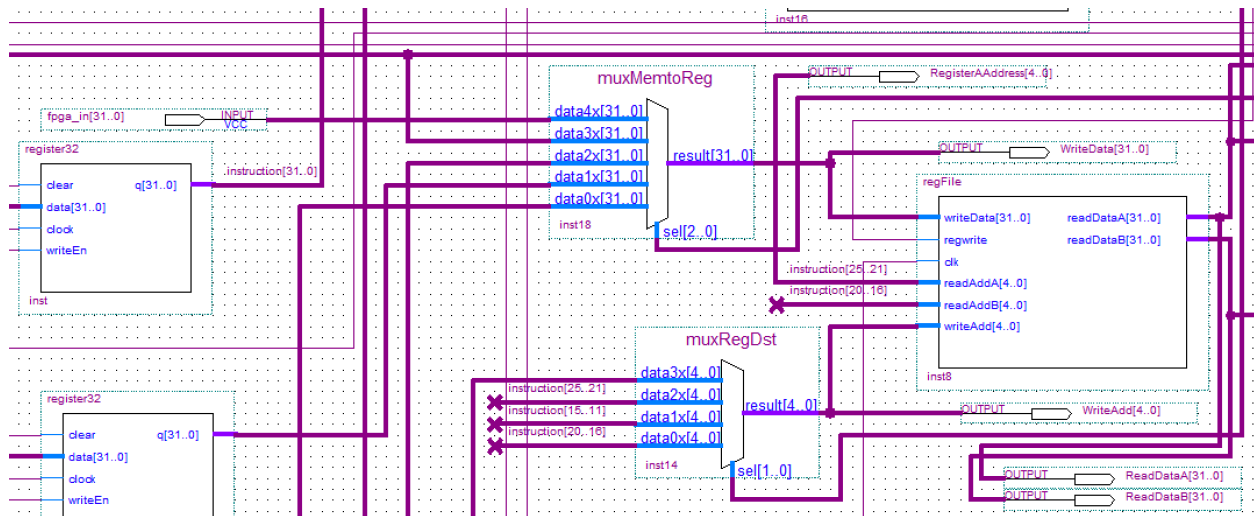 inst16
muxMemtoReg
OUTPUT
RegisterAAddress[4..0]
fpga_in[31..0]
INPUT
VCC
data4x[31..0]
data3x[31..0]
data2x[31..0]
data1x[31..0]
data0x[31..0]
result[31..0]
sel[2..0]
inst18
OUTPUT
WriteData[31..0]
register32
clear
data[31..0]
clock
writeEn
q[31..0]
instruction[31..0]
inst
regFile
writeData[31..0]
regwrite
clk
readAddA[4..0]
readAddB[4..0]
writeAdd[4..0]
readDataA[31..0]
readDataB[31..0]
inst8
instruction[25..21]
instruction[20..16]
muxRegDst
data3x[4..0]
data2x[4..0]
data1x[4..0]
data0x[4..0]
instruction[25..21]
instruction[15..11]
instruction[20..16]
result[4..0]
sel[1..0]
inst14
OUTPUT
WriteAdd[4..0]
register32
clear
data[31..0]
clock
writeEn
q[31..0]
OUTPUT
ReadDataA[31..0]
OUTPUT
ReadDataB[31..0]